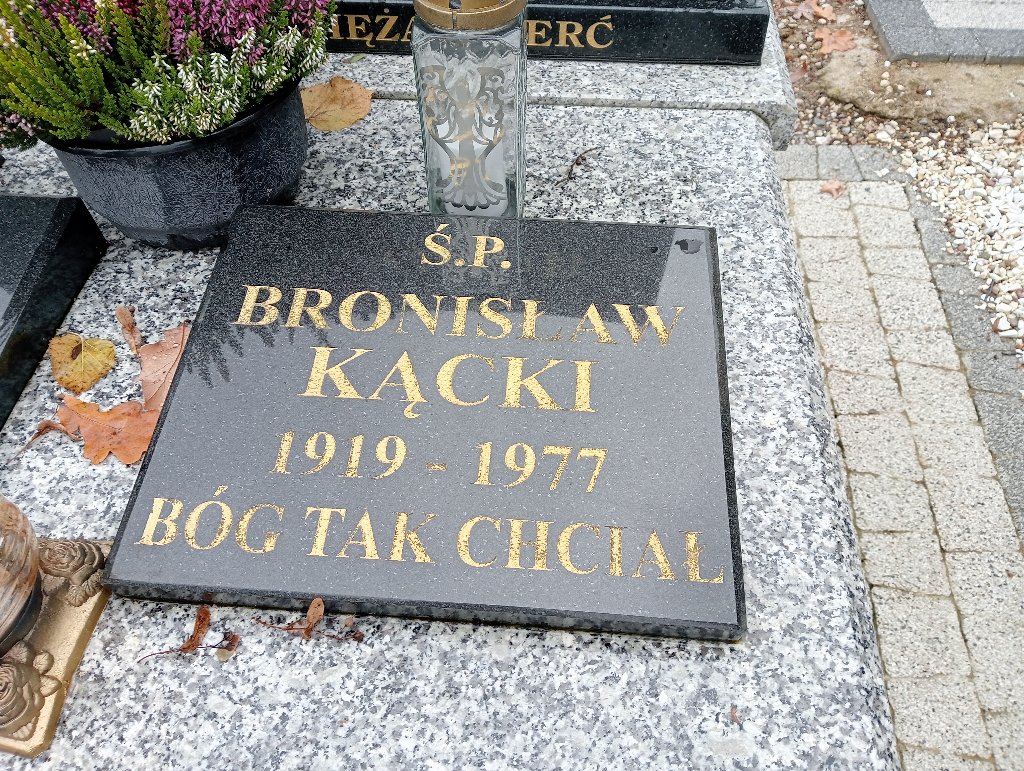 Ś.P.
BRONISŁAW
KĄCKI
1919 - 1977
BÓG TAK CHCIAŁ